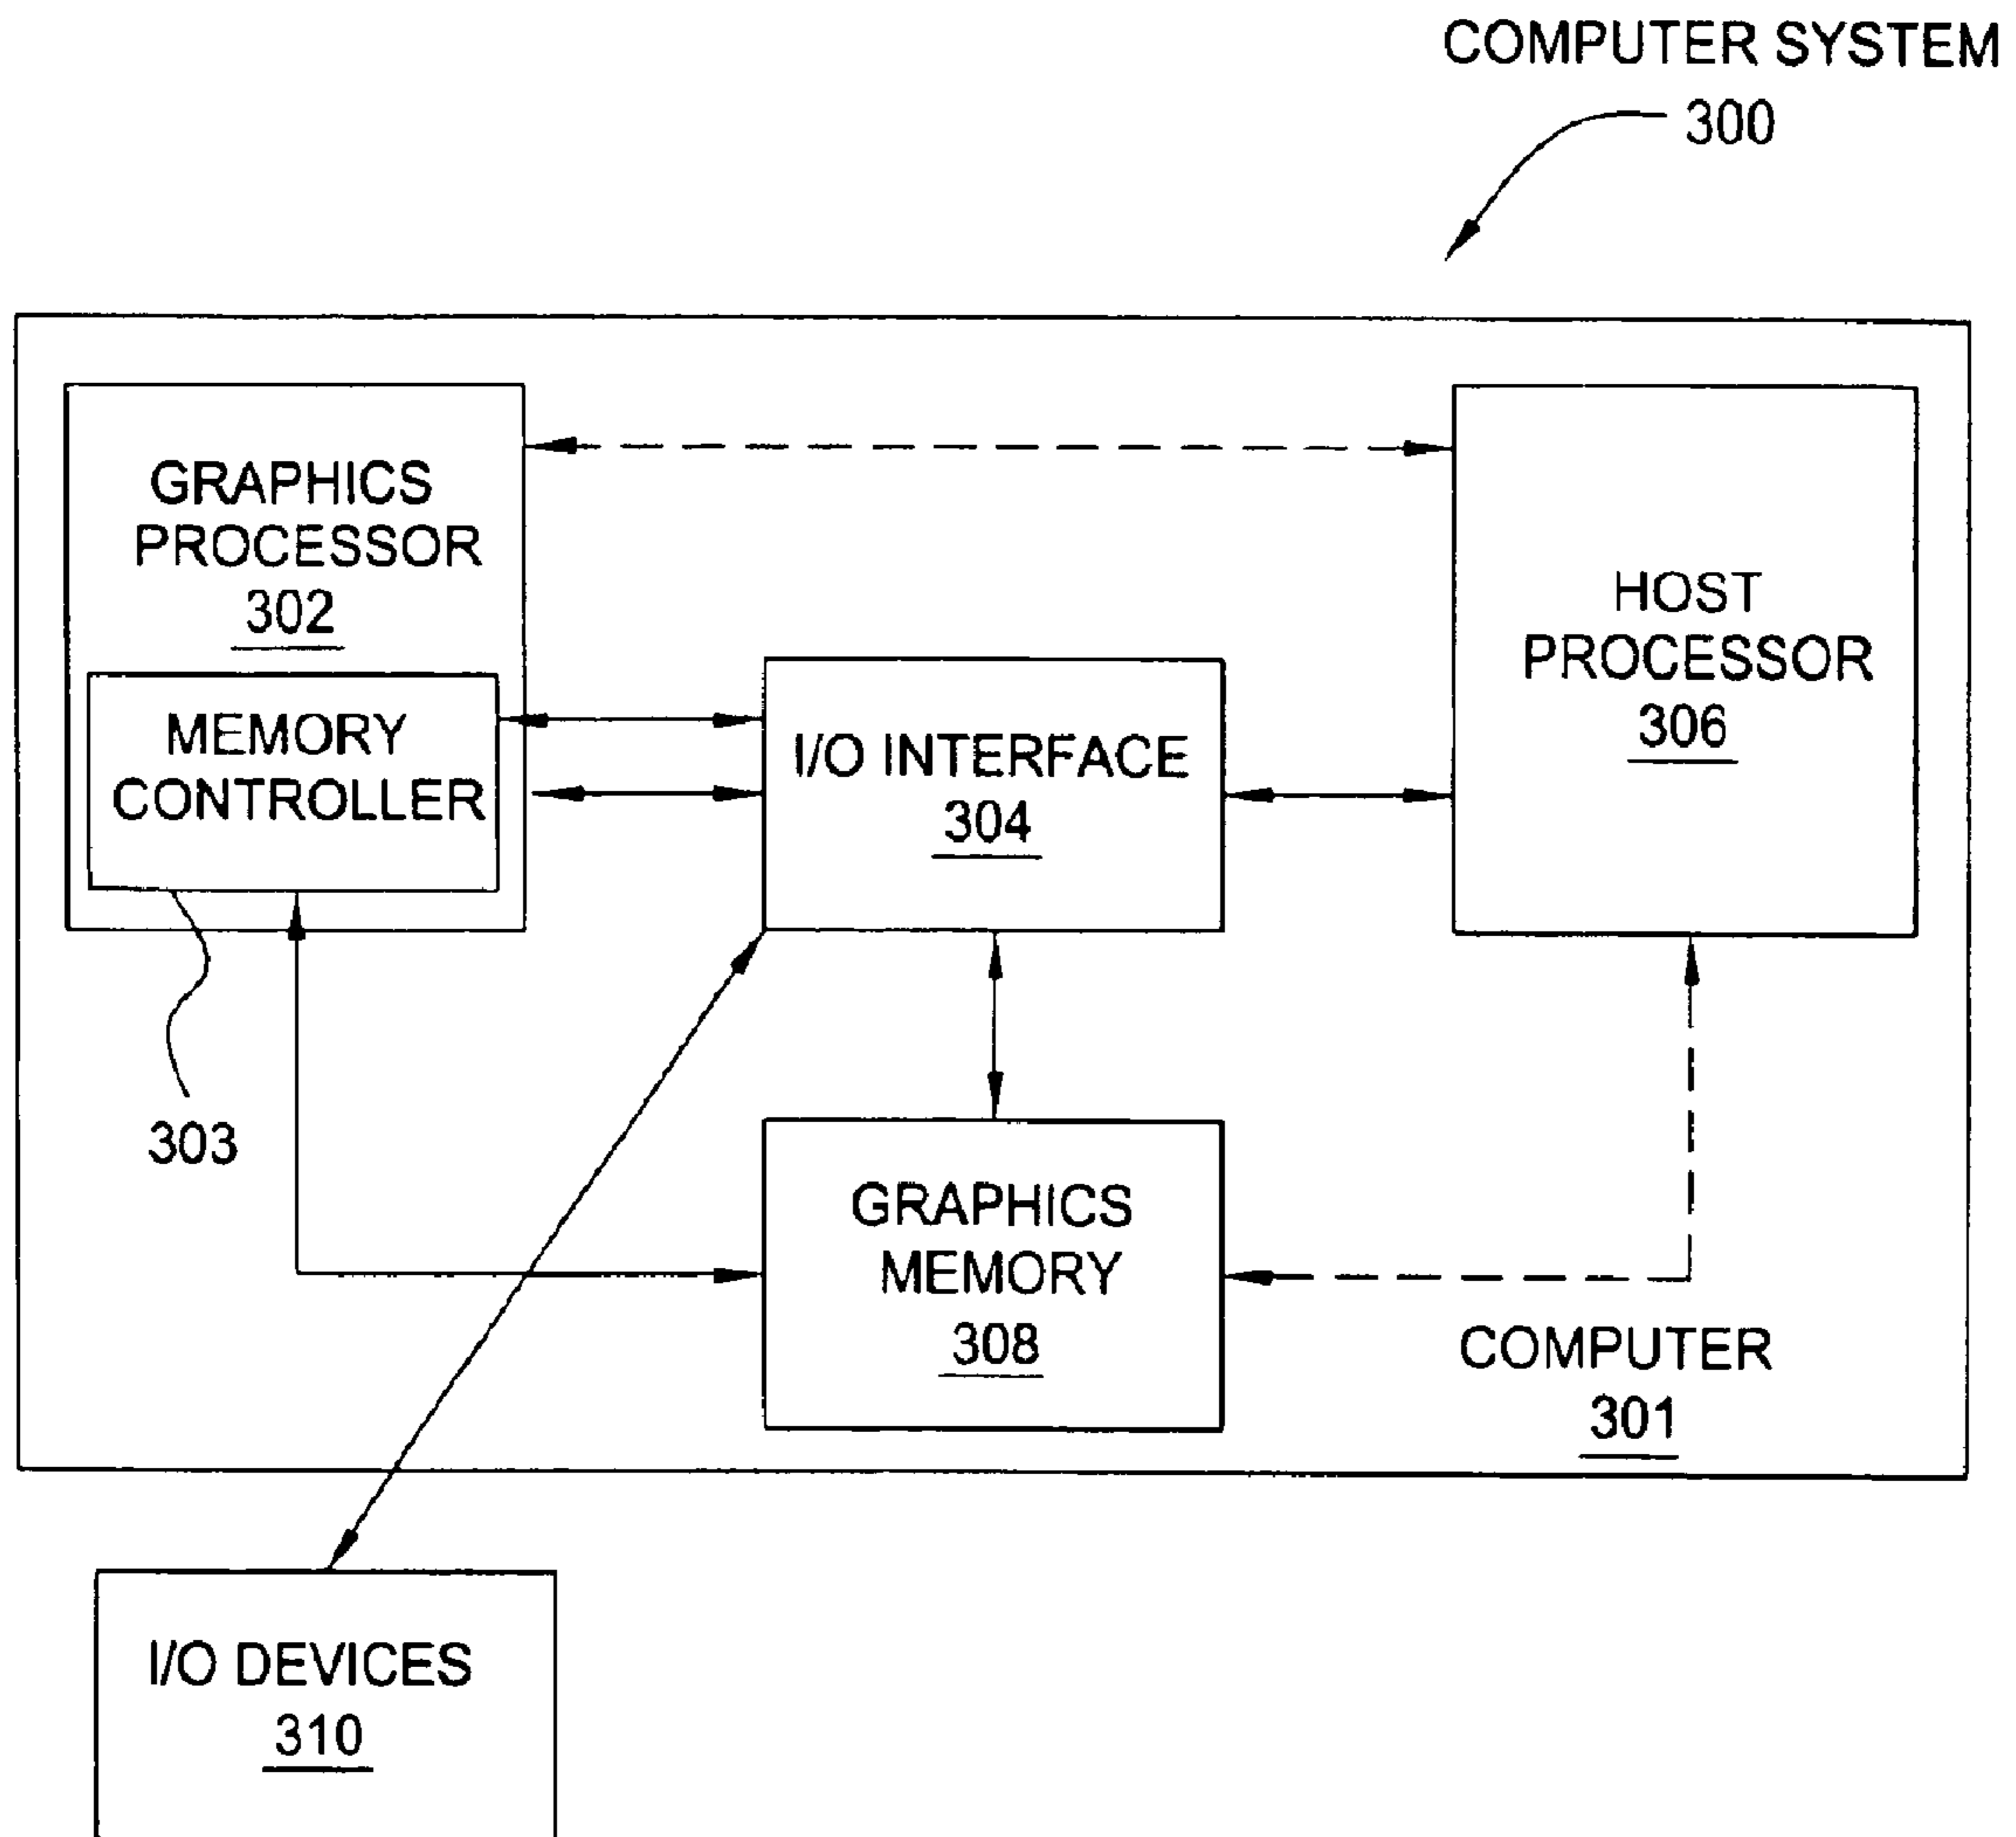 COMPUTER SYSTEM
300
GRAPHICS
PROCESSOR
302
HOST
PROCESSOR
306
MEMORY
CONTROLLER
I/O INTERFACE
304
303
GRAPHICS
MEMORY
308
COMPUTER
301
I/O DEVICES
310